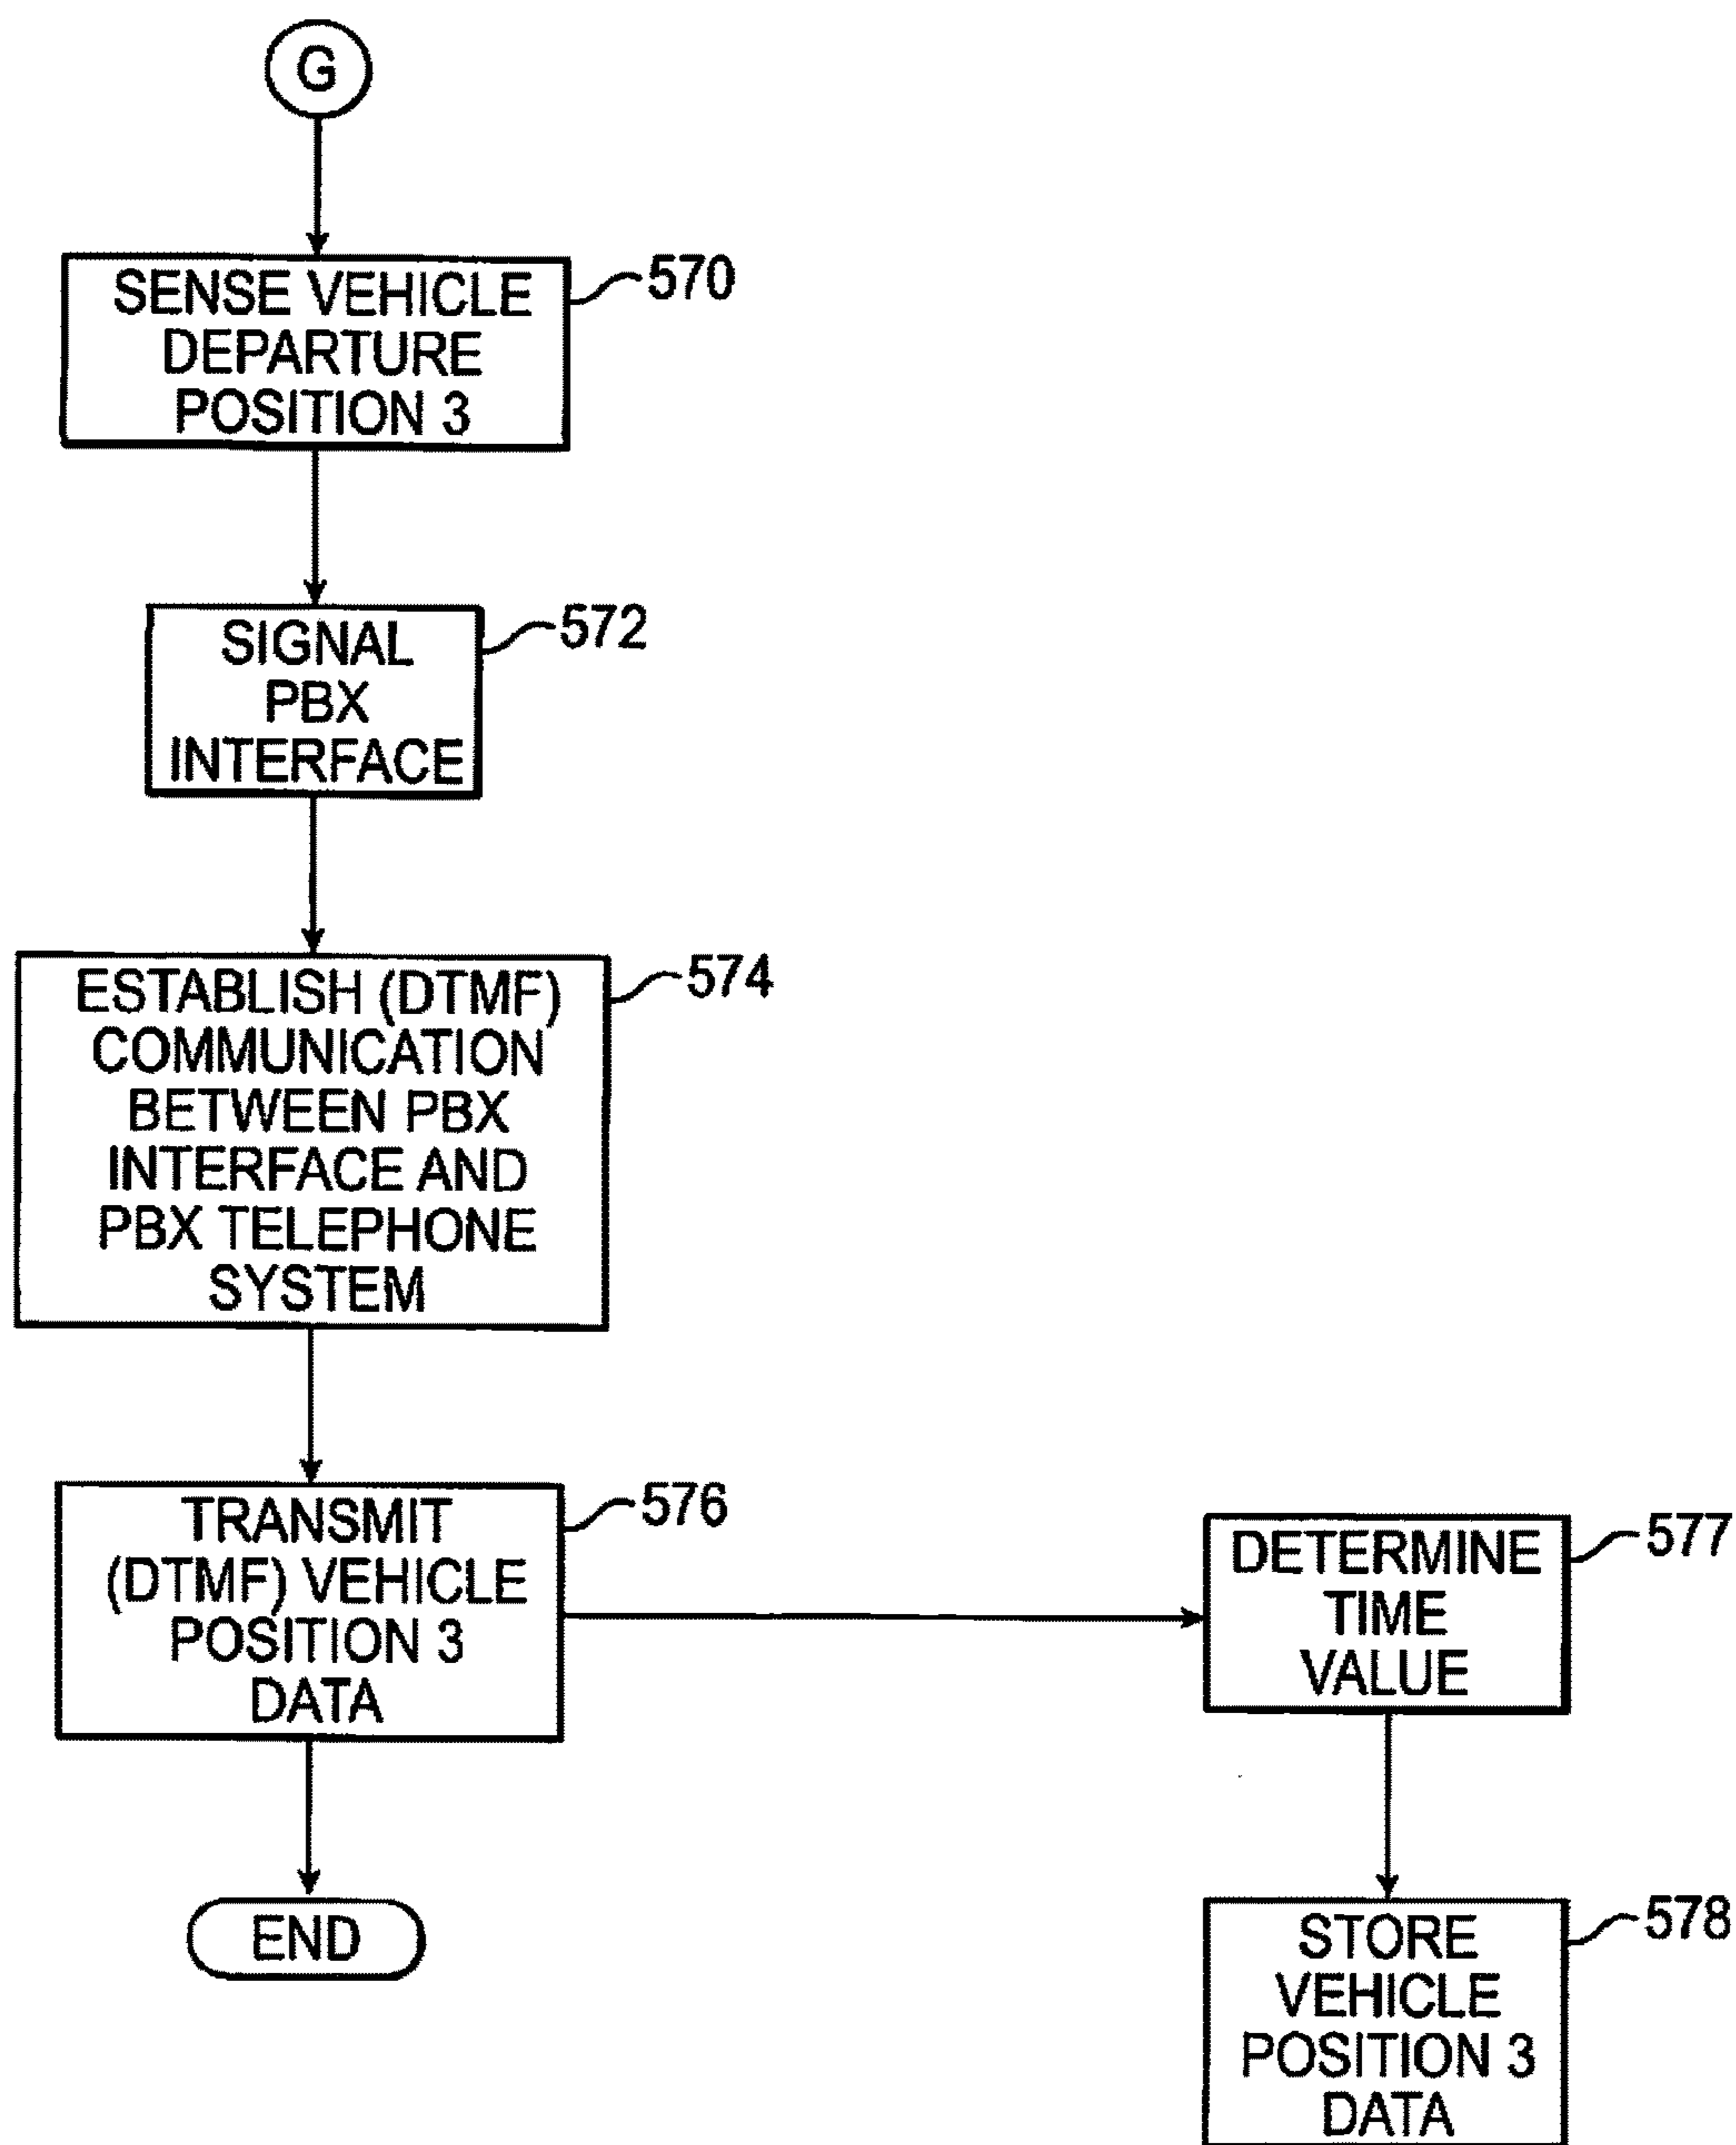 G
SENSE VEHICLE
DEPARTURE
POSITION 3
570
SIGNAL
PBX
INTERFACE
572
ESTABLISH (DTMF)
COMMUNICATION
BETWEEN PBX
INTERFACE AND
PBX TELEPHONE
SYSTEM
574
TRANSMIT
(DTMF) VEHICLE
POSITION 3
DATA
576
DETERMINE
TIME
VALUE
577
END
STORE
VEHICLE
POSITION 3
DATA
578